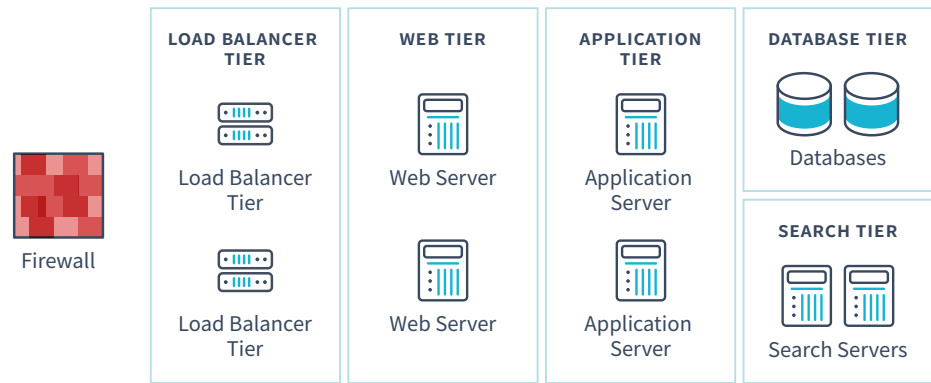 Firewall
LOAD BALANCER
TIER
Load Balancer
Tier
Load Balancer
Tier
WEB TIER
Web Server
Web Server
APPLICATION
TIER
Application
Server
Application
Server
DATABASE TIER
Databases
SEARCH TIER
Search Servers